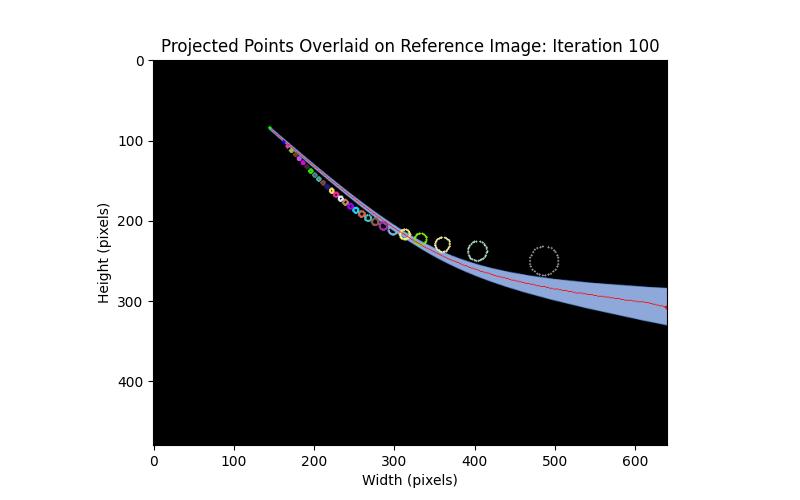 Projected Points Overlaid on Reference Image: Iteration 100
0
100
200
300
400
Height (pixels)
0 100 200 300 400 500 600
Width (pixels)